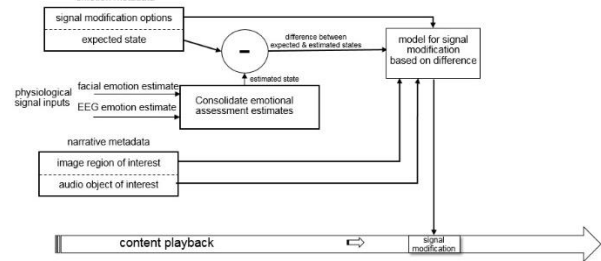 signal modification options
expected state
−
difference between
expected & estimated states
model for signal
modification
based on difference
estimated state
physiological
signal inputs
facial emotion estimate
EEG emotion estimate
Consolidate emotional
assessment estimates
narrative metadata
image region of interest
audio object of interest
content playback
signal
modification